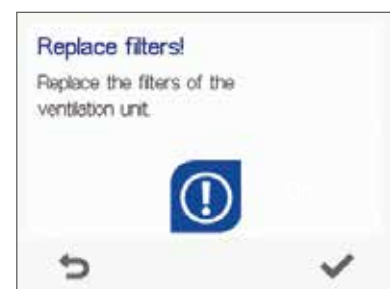 Replace filters!
Replace the filters of the
ventilation unit.